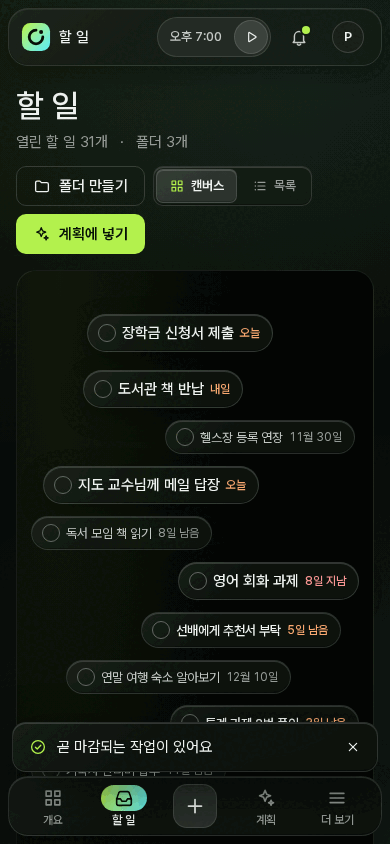 할 일
오후 7:00
P
할 일
열린 할 일 31개 · 폴더 3개
폴더 만들기
캔버스
목록
계획에 넣기
장학금 신청서 제출 오늘
도서관 책 반납 내일
헬스장 등록 연장 11월 30일
지도 교수님께 메일 답장 오늘
독서 모임 책 읽기 8일 남음
영어 회화 과제 8일 지남
선배에게 추천서 부탁 5일 남음
연말 여행 숙소 알아보기 12월 10일
곧 마감되는 작업이 있어요
개요
할 일
계획
더 보기